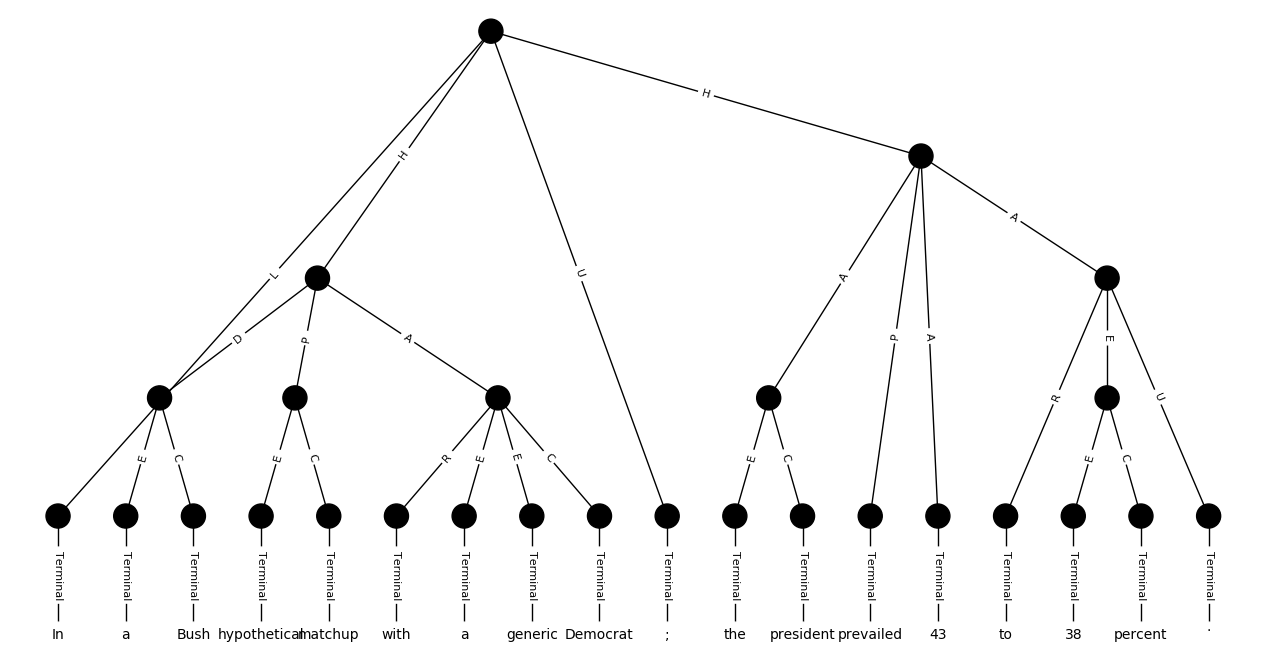 H
H
L
A
U
A
D P A P A R E U
E C E C R E E C E C E C
Terminal Terminal Terminal Terminal Terminal Terminal Terminal Terminal Terminal Terminal Terminal Terminal Terminal Terminal Terminal Terminal Terminal Terminal
In a Bush hypothetical matchup with a generic Democrat ; the president prevailed 43 to 38 percent .